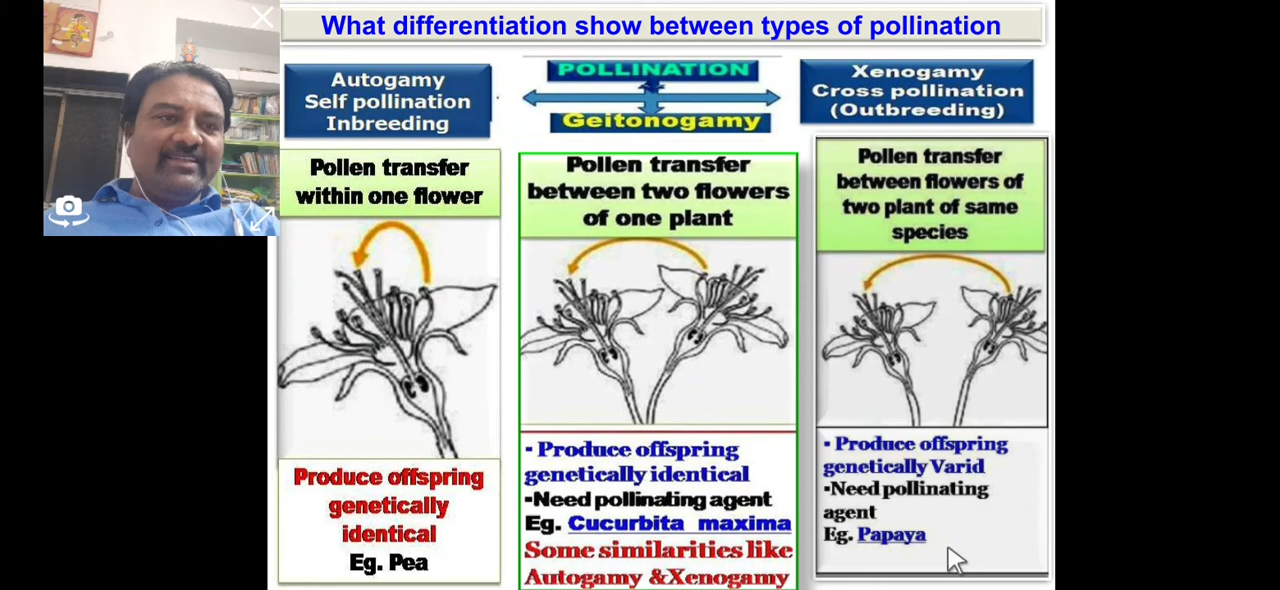 What differentiation show between types of pollination
Autogamy
Self pollination
Inbreeding
POLLINATION
Geitonogamy
Xenogamy
Cross pollination
(Outbreeding)
Pollen transfer
within one flower
Pollen transfer
between two flowers
of one plant
Pollen transfer
between flowers of
two plant of same
species
Produce offspring
genetically
identical
Eg. Pea
▪ Produce offspring
genetically identical
▪Need pollinating agent
Eg. Cucurbita maxima
Some similarities like
Autogamy &Xenogamy
▪ Produce offspring
genetically Varid
▪Need pollinating
agent
Eg. Papaya